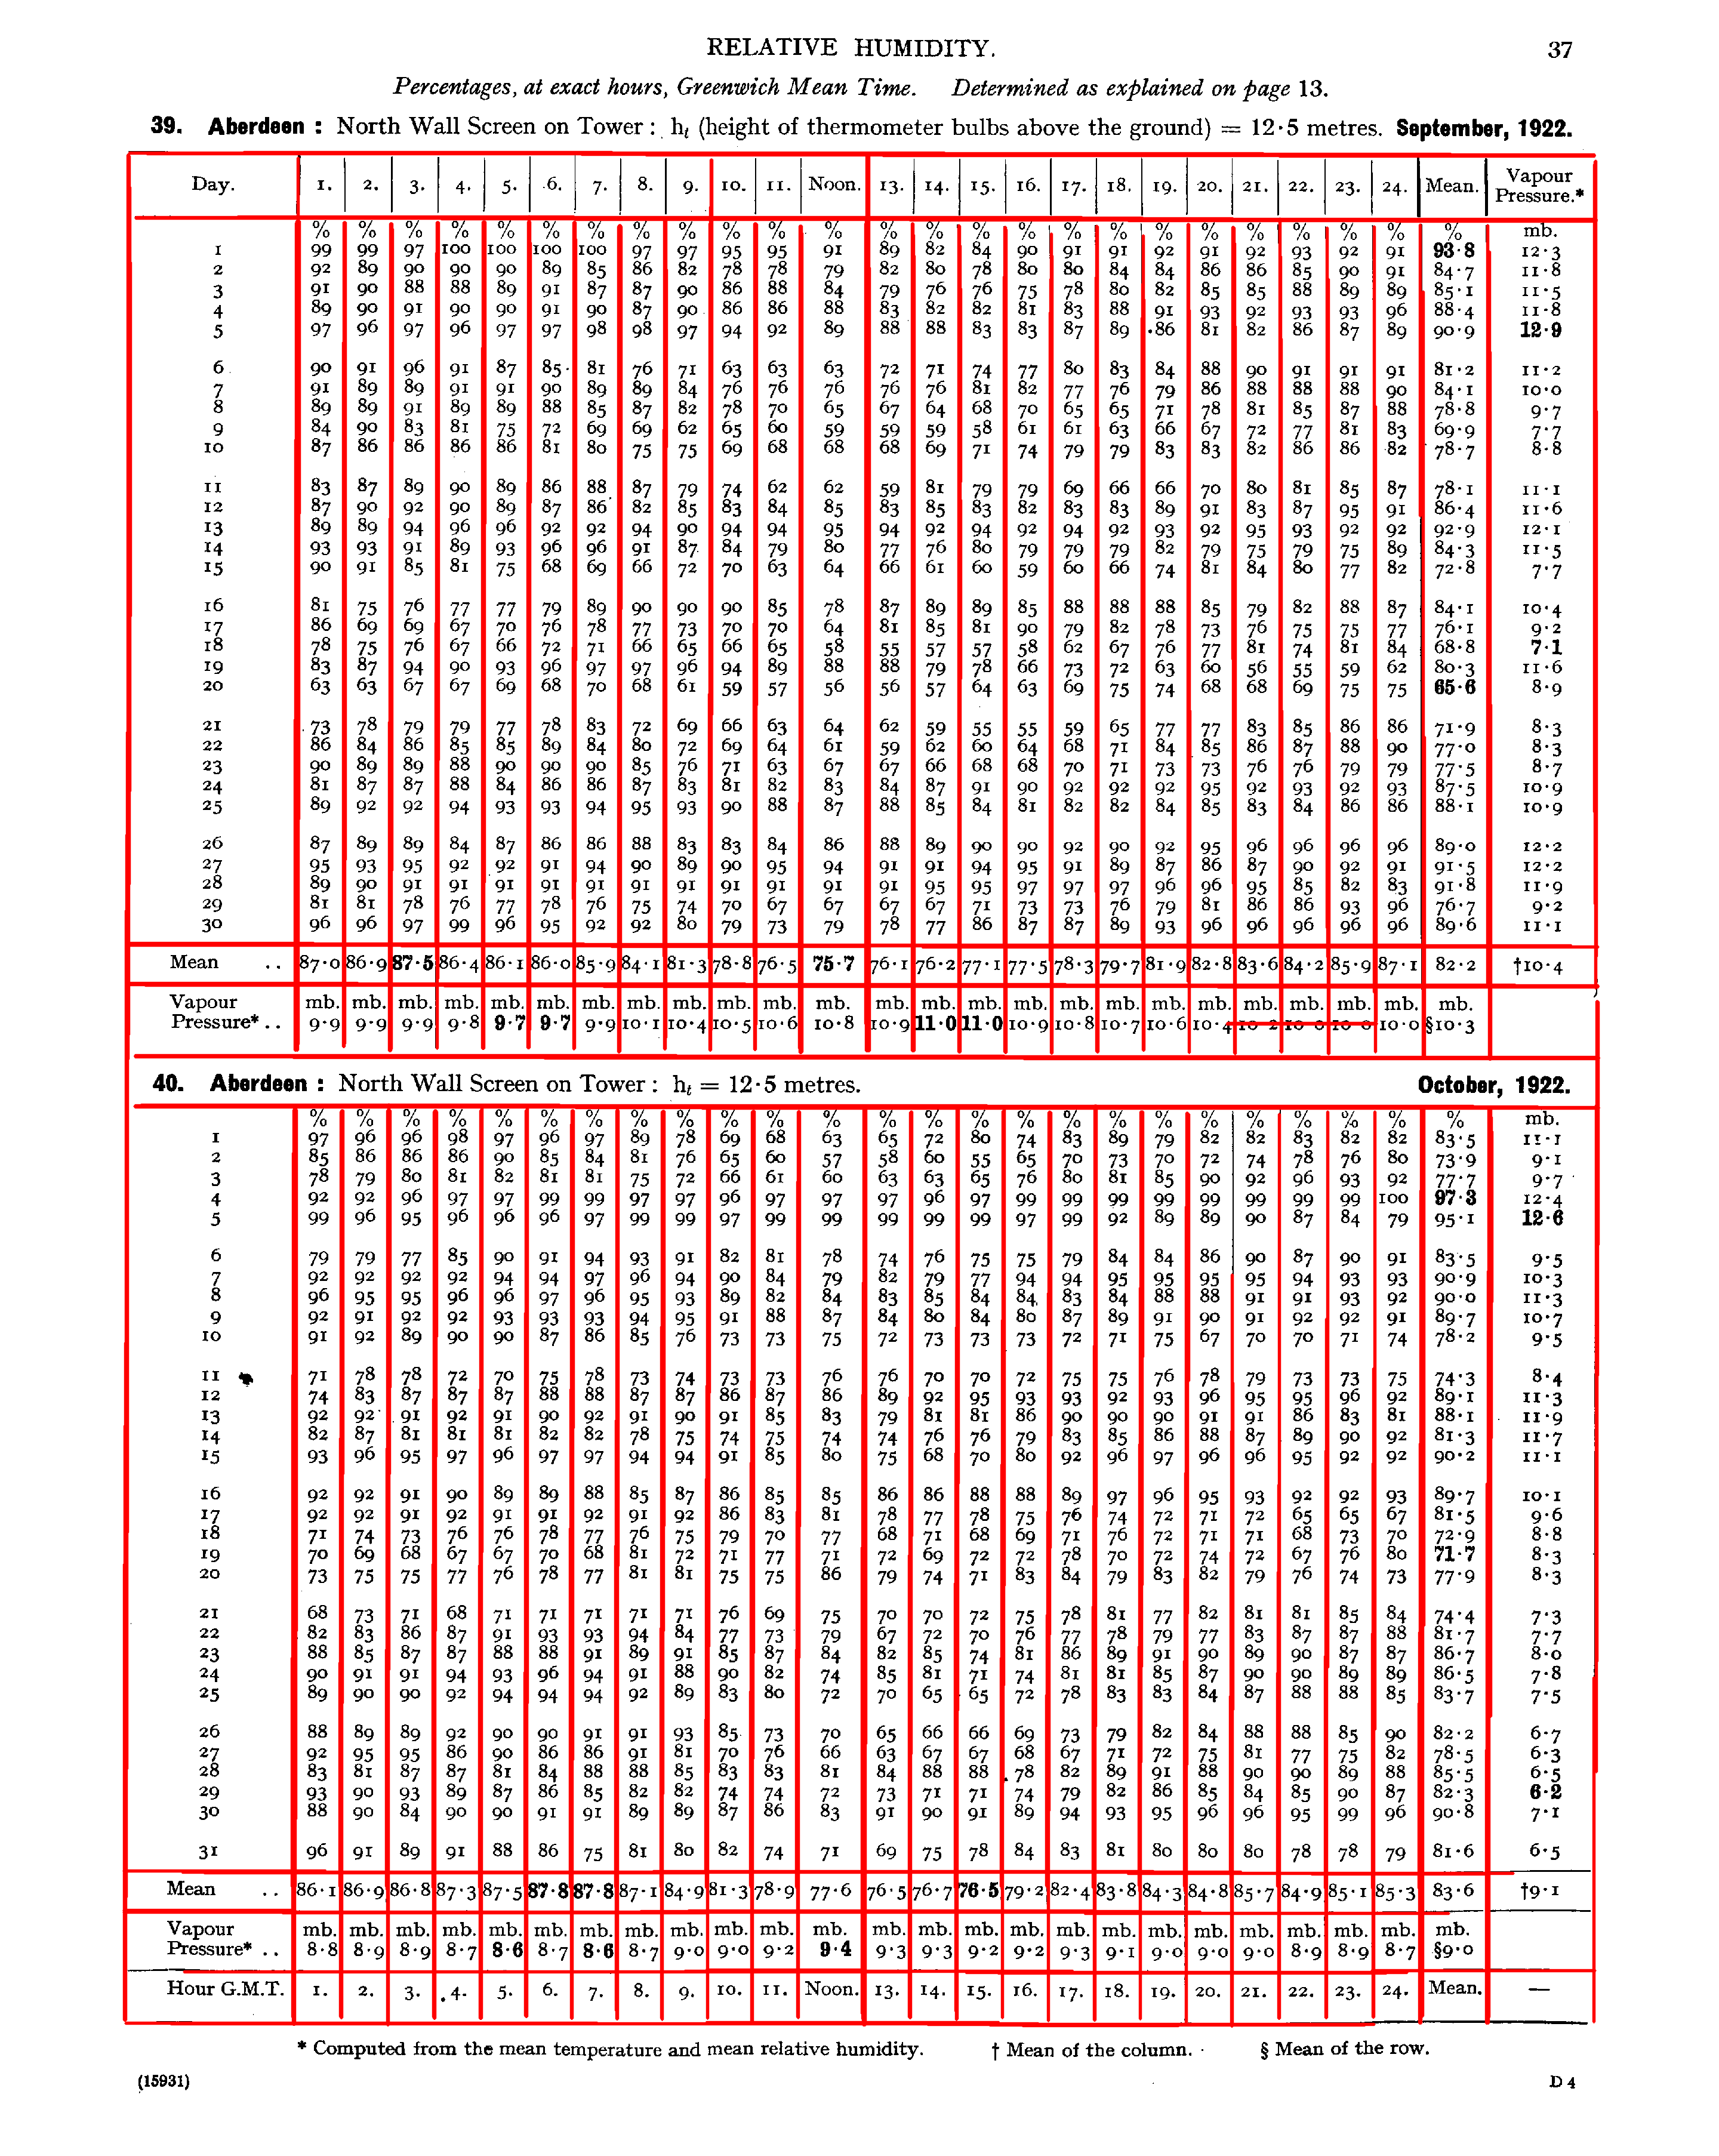 RELATIVE HUMIDITY. 37
Percentages, at exact hours, Greenwich Mean Time. Determined as explained on page 13.
39. Aberdeen : North Wall Screen on Tower : ht (height of thermometer bulbs above the ground) = 12·5 metres. September, 1922.
Day. 1. 2. 3. 4. 5. 6. 7. 8. 9. 10. 11. Noon. 13. 14. 15. 16. 17. 18. 19. 20. 21. 22. 23. 24. Mean. Vapour Pressure.*
% % % % % % % % % % % % % % % % % % % % % % % % % mb.
1 99 99 97 100 100 100 100 97 97 95 95 91 89 82 84 90 91 91 92 91 92 93 92 91 93·8 12·3
2 92 89 90 90 90 89 85 86 82 78 78 79 82 80 78 80 80 84 84 86 86 85 90 91 84·7 11·8
3 91 90 88 88 89 91 87 87 90 86 88 84 79 76 76 75 78 80 82 85 85 88 89 89 85·1 11·5
4 89 90 91 90 90 91 90 87 90 86 86 88 83 82 82 81 83 88 91 93 92 93 93 96 88·4 11·8
5 97 96 97 96 97 97 98 98 97 94 92 89 88 88 83 83 87 89 86 81 82 86 87 89 90·9 12·9
6 90 91 96 91 87 85 81 76 71 63 63 63 72 71 74 77 80 83 84 88 90 91 91 91 81·2 11·2
7 91 89 89 91 91 90 89 89 84 76 76 76 76 76 81 82 77 76 79 86 88 88 88 90 84·1 10·0
8 89 89 91 89 89 88 85 87 82 78 70 65 67 64 68 70 65 65 71 78 81 85 87 88 78·8 9·7
9 84 90 83 81 75 72 69 69 62 65 60 59 59 59 58 61 61 63 66 67 72 77 81 83 69·9 7·7
10 87 86 86 86 86 81 80 75 75 69 68 68 68 69 71 74 79 79 83 83 82 86 86 82 78·7 8·8
11 83 87 89 90 89 86 88 87 79 74 62 62 59 81 79 79 69 66 66 70 80 81 85 87 78·1 11·1
12 87 90 92 90 89 87 86 82 85 83 84 85 83 85 83 82 83 83 89 91 83 87 95 91 86·4 11·6
13 89 89 94 96 96 92 92 94 90 94 94 95 94 92 94 92 94 92 93 92 95 93 92 92 92·9 12·1
14 93 93 91 89 93 96 96 91 87 84 79 80 77 76 80 79 79 79 82 79 75 79 75 89 84·3 11·5
15 90 91 85 81 75 68 69 66 72 70 63 64 66 61 60 59 60 66 74 81 84 80 77 82 72·8 7·7
16 81 75 76 77 77 79 89 90 90 90 85 78 87 89 89 85 88 88 88 85 79 82 88 87 84·1 10·4
17 86 69 69 67 70 76 78 77 73 70 70 64 81 85 81 90 79 82 78 73 76 75 75 77 76·1 9·2
18 78 75 76 67 66 72 71 66 65 66 65 58 55 57 57 58 62 67 76 77 81 74 81 84 68·8 7·1
19 83 87 94 90 93 96 97 97 96 94 89 88 88 79 78 66 73 72 63 60 56 55 59 62 80·3 11·6
20 63 63 67 67 69 68 70 68 61 59 57 56 56 57 64 63 69 75 74 68 68 69 75 75 65·6 8·9
21 73 78 79 79 77 78 83 72 69 66 63 64 62 59 55 55 59 65 77 77 83 85 86 86 71·9 8·3
22 86 84 86 85 85 89 84 80 72 69 64 61 59 62 60 64 68 71 84 85 86 87 88 90 77·0 8·3
23 90 89 89 88 90 90 90 85 76 71 63 67 67 66 68 68 70 71 73 73 76 76 79 79 77·5 8·7
24 81 87 87 88 84 86 86 87 83 81 82 83 84 87 91 90 92 92 92 95 92 93 92 93 87·5 10·9
25 89 92 92 94 93 93 94 95 93 90 88 87 88 85 84 81 82 82 84 85 83 84 86 86 88·1 10·9
26 87 89 89 84 87 86 86 88 83 83 84 86 88 89 90 90 92 90 92 95 96 96 96 96 89·0 12·2
27 95 93 95 92 92 91 94 90 89 90 95 94 91 91 94 95 91 89 87 86 87 90 92 91 91·5 12·2
28 89 90 91 91 91 91 91 91 91 91 91 91 91 95 95 97 97 97 96 96 95 85 82 83 91·8 11·9
29 81 81 78 76 77 78 76 75 74 70 67 67 67 67 71 73 73 76 79 81 86 86 93 96 76·7 9·2
30 96 96 97 99 96 95 92 92 80 79 73 79 78 77 86 87 87 89 93 96 96 96 96 96 89·6 11·1
Mean .. 87·0 86·9 87·5 86·4 86·1 86·0 85·9 84·1 81·3 78·8 76·5 75·7 76·1 76·2 77·1 77·5 78·3 79·7 81·9 82·8 83·6 84·2 85·9 87·1 82·2 †10·4
Vapour mb. mb. mb. mb. mb. mb. mb. mb. mb. mb. mb. mb. mb. mb. mb. mb. mb. mb. mb. mb. mb. mb. mb. mb. mb.
Pressure* .. 9·9 9·9 9·9 9·8 9·7 9·7 9·9 10·1 10·4 10·5 10·6 10·8 10·9 11·0 11·0 10·9 10·8 10·7 10·6 10·4 10·2 10·0 10·0 10·0 §10·3
40. Aberdeen : North Wall Screen on Tower : ht = 12·5 metres. October, 1922.
% % % % % % % % % % % % % % % % % % % % % % % % % mb.
1 97 96 96 98 97 96 97 89 78 69 68 63 65 72 80 74 83 89 79 82 82 83 82 82 83·5 11·1
2 85 86 86 86 90 85 84 81 76 65 60 57 58 60 55 65 70 73 70 72 74 78 76 80 73·9 9·1
3 78 79 80 81 82 81 81 75 72 66 61 60 63 63 65 76 80 81 85 90 92 96 93 92 77·7 9·7
4 92 92 96 97 97 99 99 97 97 96 97 97 97 96 97 99 99 99 99 99 99 99 99 100 97·3 12·4
5 99 96 95 96 96 96 97 99 99 97 99 99 99 99 99 97 99 92 89 89 90 87 84 79 95·1 12·6
6 79 79 77 85 90 91 94 93 91 82 81 78 74 76 75 75 79 84 84 86 90 87 90 91 83·5 9·5
7 92 92 92 92 94 94 97 96 94 90 84 79 82 79 77 94 94 95 95 95 95 94 93 93 90·9 10·3
8 96 95 95 96 96 97 96 95 93 89 82 84 83 85 84 84 83 84 88 88 91 91 93 92 90·0 11·3
9 92 91 92 92 93 93 93 94 95 91 88 87 84 80 84 80 87 89 91 90 91 92 92 91 89·7 10·7
10 91 92 89 90 90 87 86 85 76 73 73 75 72 73 73 73 72 71 75 67 70 70 71 74 78·2 9·5
11 71 78 78 72 70 75 78 73 74 73 73 76 76 70 70 72 75 75 76 78 79 73 73 75 74·3 8·4
12 74 83 87 87 87 88 88 87 87 86 87 86 89 92 95 93 93 92 93 96 95 95 96 92 89·1 11·3
13 92 92 91 92 91 90 92 91 90 91 85 83 79 81 81 86 90 90 90 91 91 86 83 81 88·1 11·9
14 82 87 81 81 81 82 82 78 75 74 75 74 74 76 76 79 83 85 86 88 87 89 90 92 81·3 11·7
15 93 96 95 97 96 97 97 94 94 91 85 80 75 68 70 80 92 96 97 96 96 95 92 92 90·2 11·1
16 92 92 91 90 89 89 88 85 87 86 85 85 86 86 88 88 89 97 96 95 93 92 92 93 89·7 10·1
17 92 92 91 92 91 91 92 91 92 86 83 81 78 77 78 75 76 74 72 71 72 65 65 67 81·5 9·6
18 71 74 73 76 76 78 77 76 75 79 70 77 68 71 68 69 71 76 72 71 71 68 73 70 72·9 8·8
19 70 69 68 67 67 70 68 81 72 71 77 71 72 69 72 72 78 70 72 74 72 67 76 80 71·7 8·3
20 73 75 75 77 76 78 77 81 81 75 75 86 79 74 71 83 84 79 83 82 79 76 74 73 77·9 8·3
21 68 73 71 68 71 71 71 71 71 76 69 75 70 70 72 75 78 81 77 82 81 81 85 84 74·4 7·3
22 82 83 86 87 91 93 93 94 84 77 73 79 67 72 70 76 77 78 79 77 83 87 87 88 81·7 7·7
23 88 85 87 87 88 88 91 89 91 85 87 84 82 85 74 81 86 89 91 90 89 90 87 87 86·7 8·0
24 90 91 91 94 93 96 94 91 88 90 82 74 85 81 71 74 81 81 85 87 90 90 89 89 86·5 7·8
25 89 90 90 92 94 94 94 92 89 83 80 72 70 65 65 72 78 83 83 84 87 88 88 85 83·7 7·5
26 88 89 89 92 90 90 91 91 93 85 73 70 65 66 66 69 73 79 82 84 88 88 85 90 82·2 6·7
27 92 95 95 86 90 86 86 91 81 70 76 66 63 67 67 68 67 71 72 75 81 77 75 82 78·5 6·3
28 83 81 87 87 81 84 88 88 85 83 83 81 84 88 88 78 82 89 91 88 90 90 89 88 85·5 6·5
29 93 90 93 89 87 86 85 82 82 74 74 72 73 71 71 74 79 82 86 85 84 85 90 87 82·3 6·2
30 88 90 84 90 90 91 91 89 89 87 86 83 91 90 91 89 94 93 95 96 96 95 99 96 90·8 7·1
31 96 91 89 91 88 86 75 81 80 82 74 71 69 75 78 84 83 81 80 80 80 78 78 79 81·6 6·5
Mean .. 86·1 86·9 86·8 87·3 87·5 87·8 87·8 87·1 84·9 81·3 78·9 77·6 76·5 76·7 76·5 79·2 82·4 83·8 84·3 84·8 85·7 84·9 85·1 85·3 83·6 †9·1
Vapour mb. mb. mb. mb. mb. mb. mb. mb. mb. mb. mb. mb. mb. mb. mb. mb. mb. mb. mb. mb. mb. mb. mb. mb. mb.
Pressure* .. 8·8 8·9 8·9 8·7 8·6 8·7 8·6 8·7 9·0 9·0 9·2 9·4 9·3 9·3 9·2 9·2 9·3 9·1 9·0 9·0 9·0 8·9 8·9 8·7 §9·0
Hour G.M.T. 1. 2. 3. 4. 5. 6. 7. 8. 9. 10. 11. Noon. 13. 14. 15. 16. 17. 18. 19. 20. 21. 22. 23. 24. Mean. —
* Computed from the mean temperature and mean relative humidity. † Mean of the column. § Mean of the row.
(15931) D 4